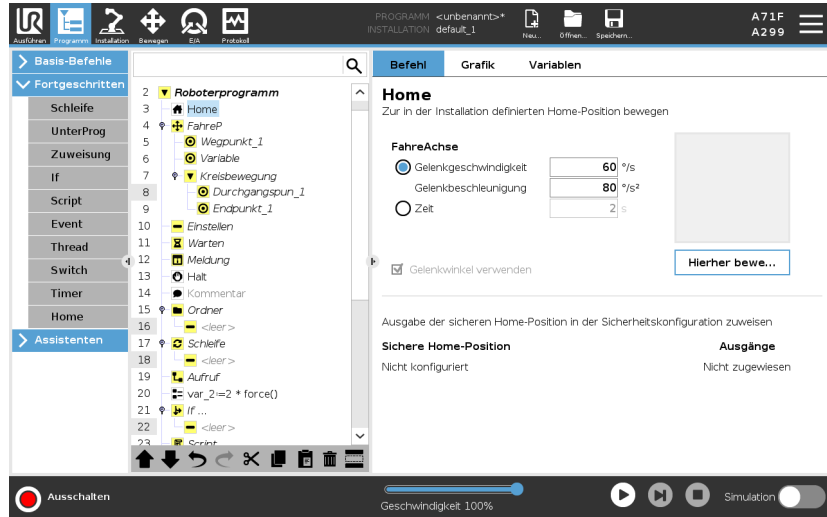 UR
Ausführen Programm Installation Bewegen E/A Protokoll
PROGRAMM <unbenannt>*
INSTALLATION default_1
Neu... Öffnen... Speichern...
A71F
A299
Basis-Befehle
Fortgeschritten
Schleife
UnterProg
Zuweisung
If
Script
Event
Thread
Switch
Timer
Home
Assistenten
2 Roboterprogramm
3 Home
4 FahreP
5 Wegpunkt_1
6 Variable
7 Kreisbewegung
8 Durchgangspun_1
9 Endpunkt_1
10 Einstellen
11 Warten
12 Meldung
13 Halt
14 Kommentar
15 Ordner
16 <leer>
17 Schleife
18 <leer>
19 Aufruf
20 var_2≔2 * force()
21 If ...
22 <leer>
23 Script
Befehl Grafik Variablen
Home
Zur in der Installation definierten Home-Position bewegen
FahreAchse
Gelenkgeschwindigkeit 60 °/s
Gelenkbeschleunigung 80 °/s²
Zeit 2 s
Gelenkwinkel verwenden
Hierher bewe...
Ausgabe der sicheren Home-Position in der Sicherheitskonfiguration zuweisen
Sichere Home-Position Ausgänge
Nicht konfiguriert Nicht zugewiesen
Ausschalten
Geschwindigkeit 100%
Simulation